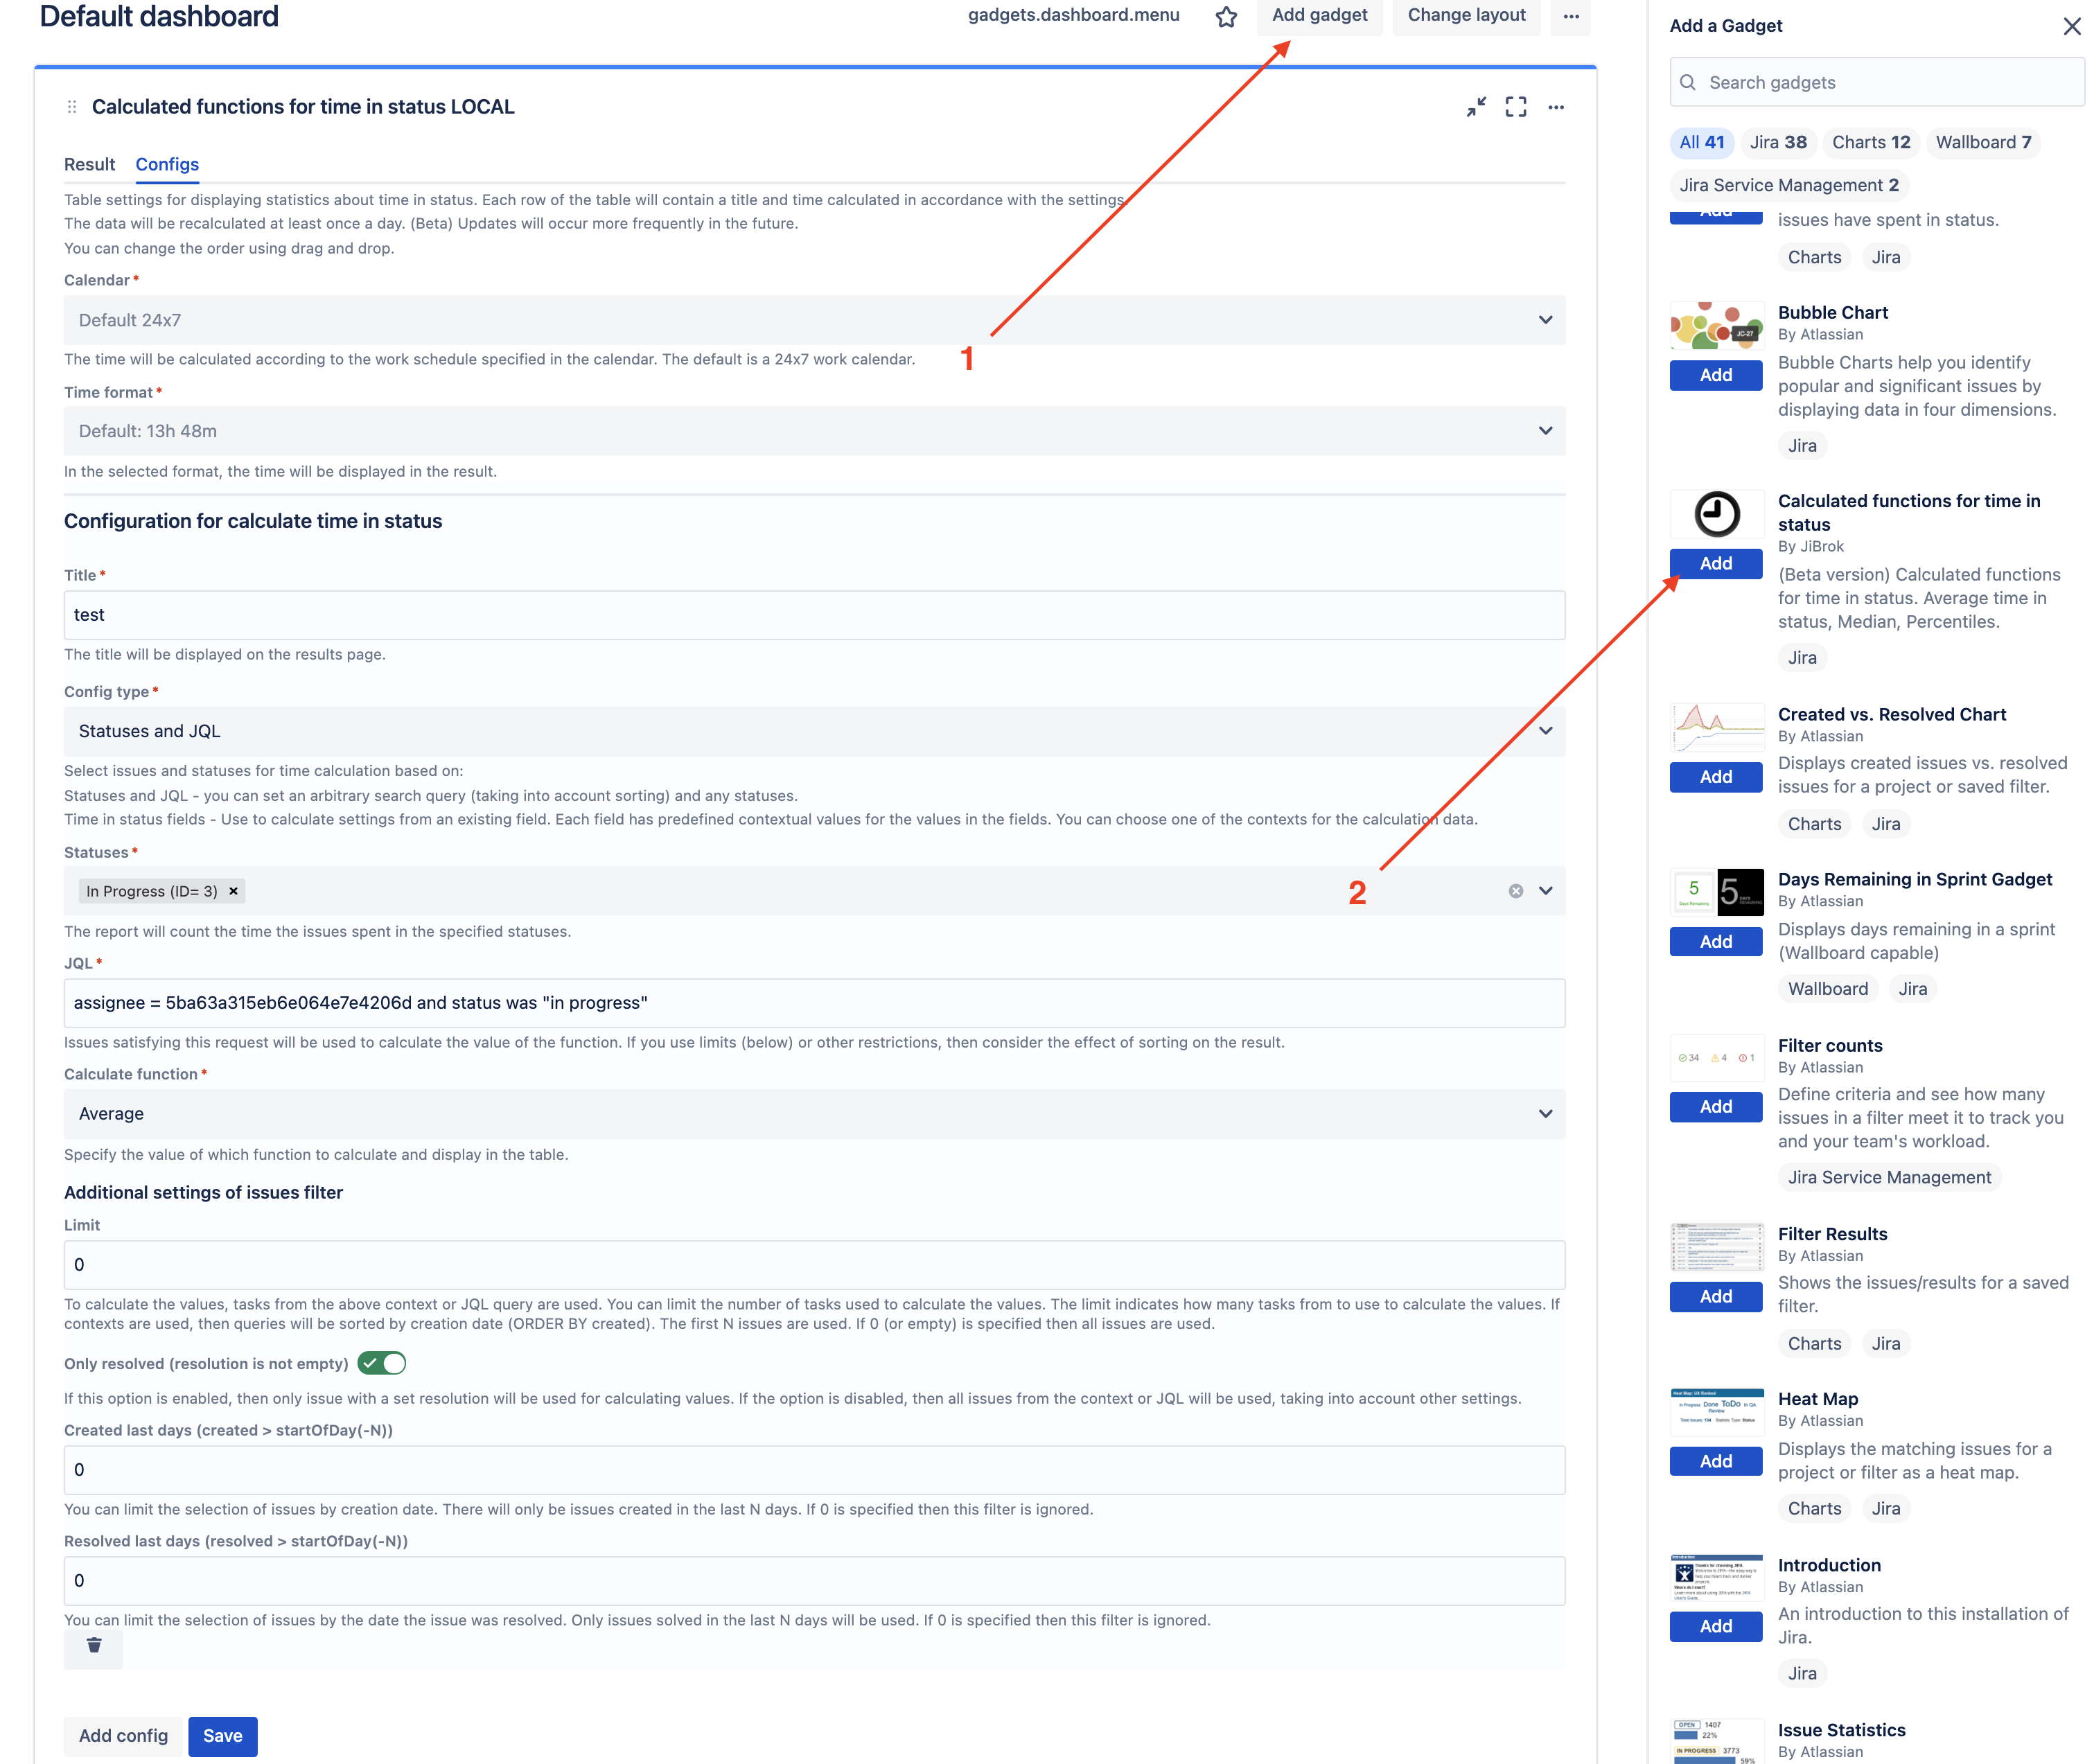 Default dashboard
gadgets.dashboard.menu
Add gadget
Change layout
Calculated functions for time in status LOCAL
Result
Configs
Table settings for displaying statistics about time in status. Each row of the table will contain a title and time calculated in accordance with the settings.
The data will be recalculated at least once a day. (Beta) Updates will occur more frequently in the future.
You can change the order using drag and drop.
Calendar *
Default 24x7
The time will be calculated according to the work schedule specified in the calendar. The default is a 24x7 work calendar.
1
Time format *
Default: 13h 48m
In the selected format, the time will be displayed in the result.
Configuration for calculate time in status
Title *
test
The title will be displayed on the results page.
Config type *
Statuses and JQL
Select issues and statuses for time calculation based on:
Statuses and JQL - you can set an arbitrary search query (taking into account sorting) and any statuses.
Time in status fields - Use to calculate settings from an existing field. Each field has predefined contextual values for the values in the fields. You can choose one of the contexts for the calculation data.
Statuses *
In Progress (ID= 3)
2
The report will count the time the issues spent in the specified statuses.
JQL *
assignee = 5ba63a315eb6e064e7e4206d and status was "in progress"
Issues satisfying this request will be used to calculate the value of the function. If you use limits (below) or other restrictions, then consider the effect of sorting on the result.
Calculate function *
Average
Specify the value of which function to calculate and display in the table.
Additional settings of issues filter
Limit
0
To calculate the values, tasks from the above context or JQL query are used. You can limit the number of tasks used to calculate the values. The limit indicates how many tasks from to use to calculate the values. If
contexts are used, then queries will be sorted by creation date (ORDER BY created). The first N issues are used. If 0 (or empty) is specified then all issues are used.
Only resolved (resolution is not empty)
If this option is enabled, then only issue with a set resolution will be used for calculating values. If the option is disabled, then all issues from the context or JQL will be used, taking into account other settings.
Created last days (created > startOfDay(-N))
0
You can limit the selection of issues by creation date. There will only be issues created in the last N days. If 0 is specified then this filter is ignored.
Resolved last days (resolved > startOfDay(-N))
0
You can limit the selection of issues by the date the issue was resolved. Only issues solved in the last N days will be used. If 0 is specified then this filter is ignored.
Add config
Save
Add a Gadget
Search gadgets
All 41
Jira 38
Charts 12
Wallboard 7
Jira Service Management 2
Add
issues have spent in status.
Charts
Jira
JC-27
Add
Bubble Chart
By Atlassian
Bubble Charts help you identify
popular and significant issues by
displaying data in four dimensions.
Jira
Add
Calculated functions for time in
status
By JiBrok
(Beta version) Calculated functions
for time in status. Average time in
status, Median, Percentiles.
Jira
Add
Created vs. Resolved Chart
By Atlassian
Displays created issues vs. resolved
issues for a project or saved filter.
Charts
Jira
5
Days Remaining
5
Add
Days Remaining in Sprint Gadget
By Atlassian
Displays days remaining in a sprint
(Wallboard capable)
Wallboard
Jira
34
4
1
Add
Filter counts
By Atlassian
Define criteria and see how many
issues in a filter meet it to track you
and your team's workload.
Jira Service Management
Add
Filter Results
By Atlassian
Shows the issues/results for a saved
filter.
Charts
Jira
In Progress Done ToDo In QA
Review
Add
Heat Map
By Atlassian
Displays the matching issues for a
project or filter as a heat map.
Charts
Jira
Introduction
Add
Introduction
By Atlassian
An introduction to this installation of
Jira.
Jira
OPEN 1407
22%
IN PROGRESS 3773
59%
Issue Statistics
By Atlassian